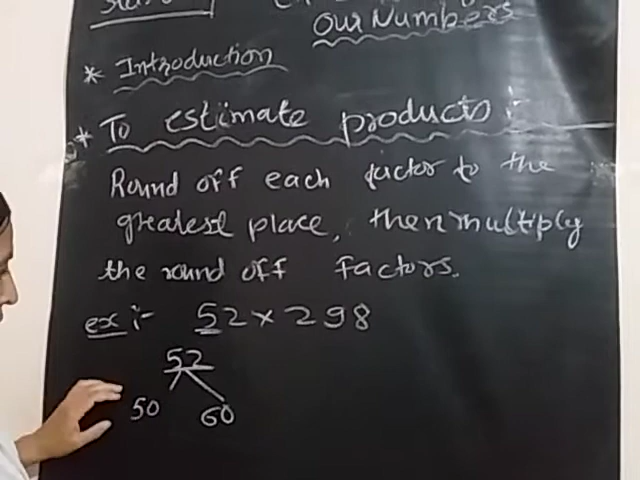 Our Numbers
* Introduction
* To estimate products :-
Round off each factor to the
greatest place, then multiply
the round off factors.
ex :- 52 × 298
52
50 60